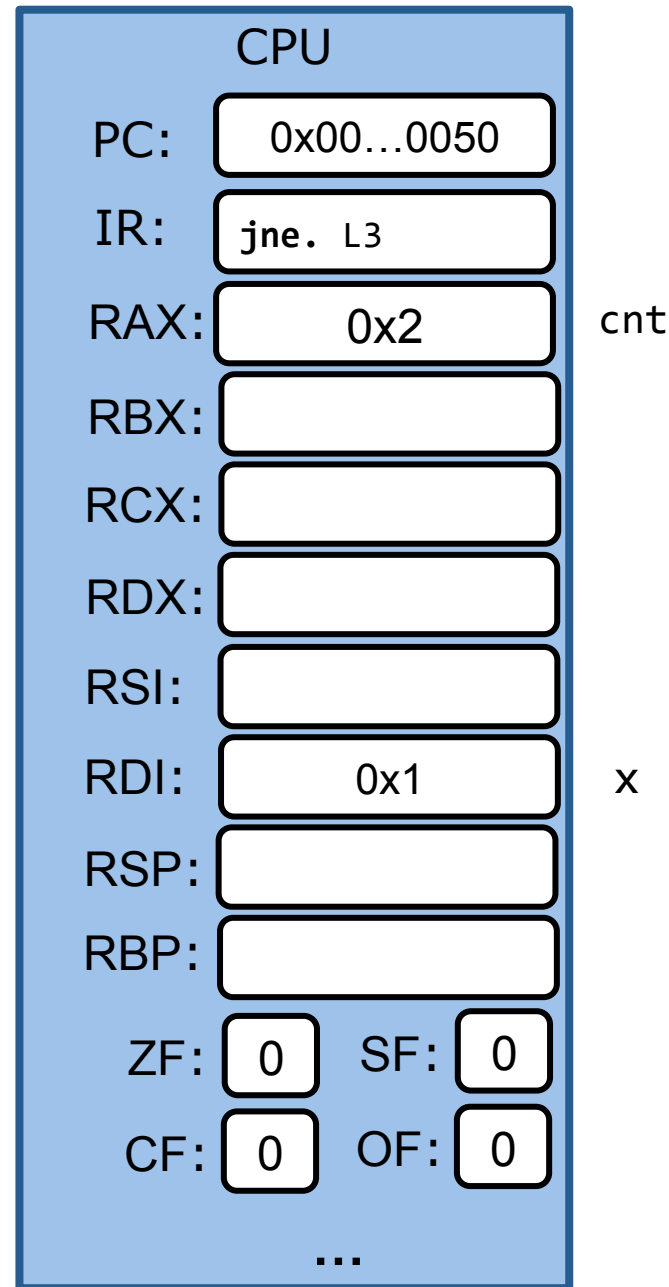 CPU
PC: 0x00…0050
IR: jne. L3
RAX: 0x2 cnt
RBX:
RCX:
RDX:
RSI:
RDI: 0x1 x
RSP:
RBP:
ZF: 0 SF: 0
CF: 0 OF: 0
...